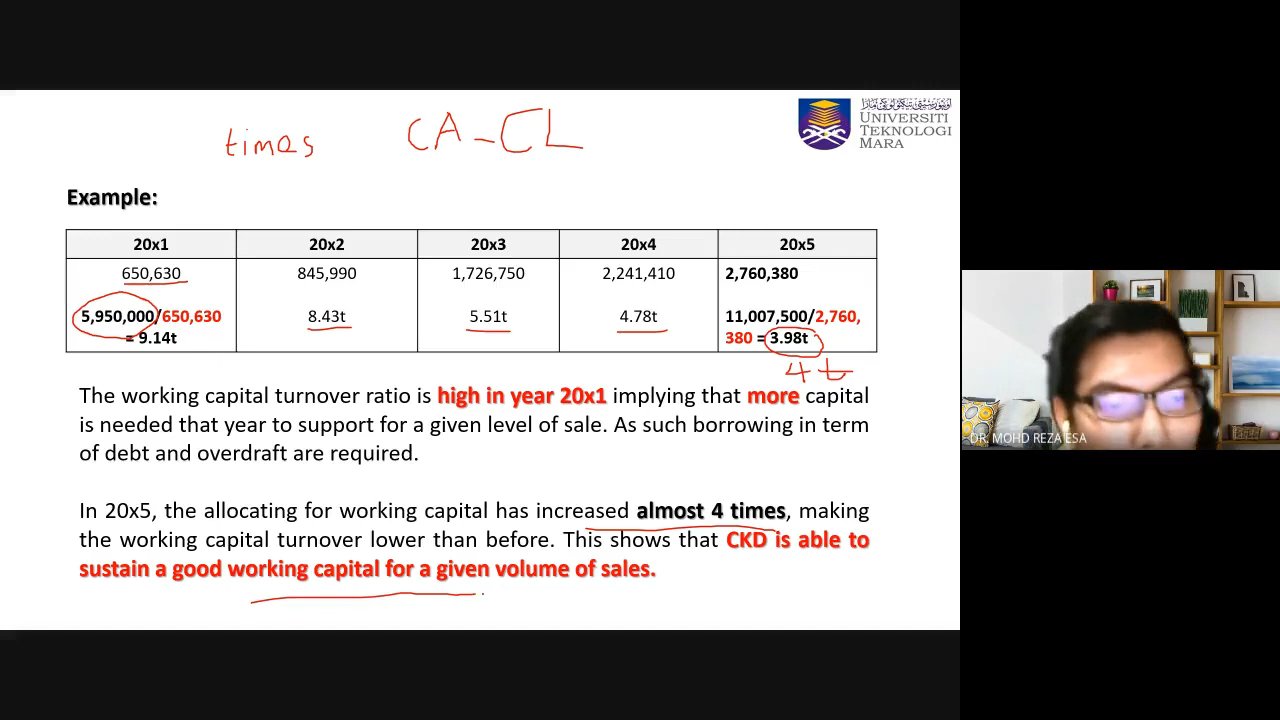 times CA-CL
UNIVERSITI
TEKNOLOGI
MARA
Example:
20x1 20x2 20x3 20x4 20x5
650,630 845,990 1,726,750 2,241,410 2,760,380
5,950,000/650,630 8.43t 5.51t 4.78t 11,007,500/2,760,
= 9.14t 380 = 3.98t
4 t
The working capital turnover ratio is high in year 20x1 implying that more capital
is needed that year to support for a given level of sale. As such borrowing in term
of debt and overdraft are required.
In 20x5, the allocating for working capital has increased almost 4 times, making
the working capital turnover lower than before. This shows that CKD is able to
sustain a good working capital for a given volume of sales.
DR. MOHD REZA ESA